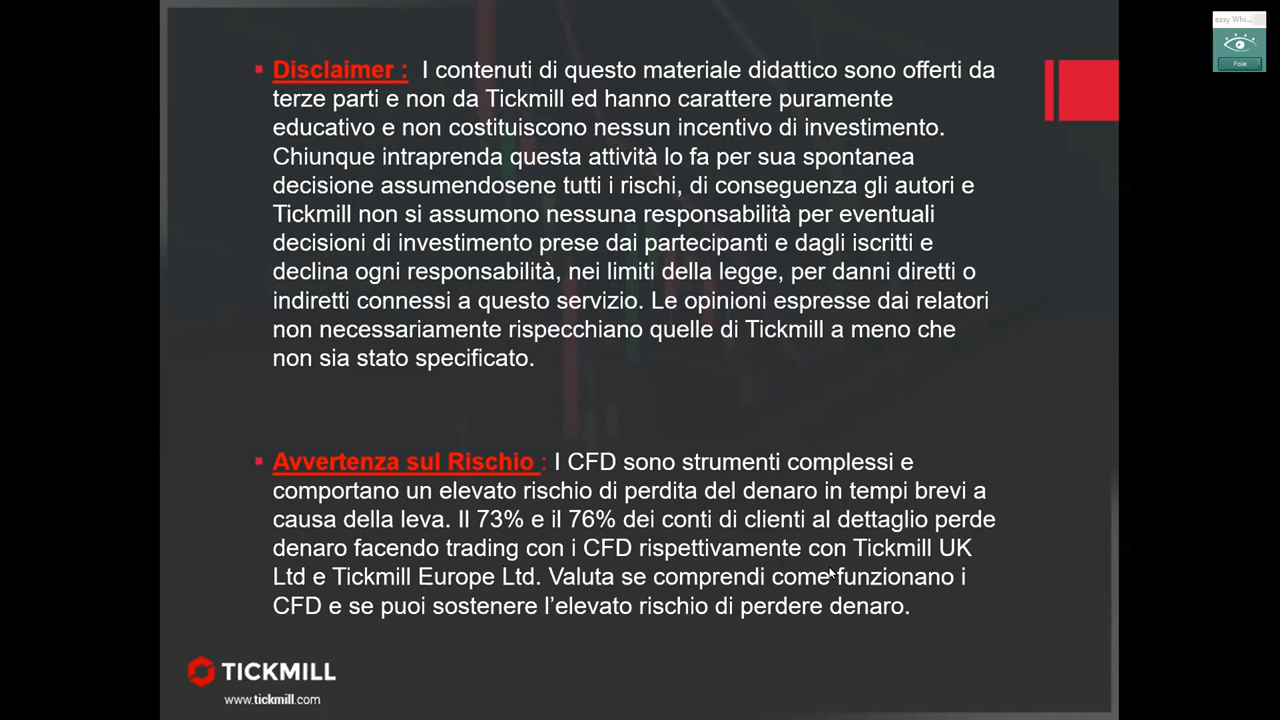 easy Whi...
Foie
Disclaimer : I contenuti di questo materiale didattico sono offerti da
terze parti e non da Tickmill ed hanno carattere puramente
educativo e non costituiscono nessun incentivo di investimento.
Chiunque intraprenda questa attività lo fa per sua spontanea
decisione assumendosene tutti i rischi, di conseguenza gli autori e
Tickmill non si assumono nessuna responsabilità per eventuali
decisioni di investimento prese dai partecipanti e dagli iscritti e
declina ogni responsabilità, nei limiti della legge, per danni diretti o
indiretti connessi a questo servizio. Le opinioni espresse dai relatori
non necessariamente rispecchiano quelle di Tickmill a meno che
non sia stato specificato.
Avvertenza sul Rischio : I CFD sono strumenti complessi e
comportano un elevato rischio di perdita del denaro in tempi brevi a
causa della leva. Il 73% e il 76% dei conti di clienti al dettaglio perde
denaro facendo trading con i CFD rispettivamente con Tickmill UK
Ltd e Tickmill Europe Ltd. Valuta se comprendi come funzionano i
CFD e se puoi sostenere l’elevato rischio di perdere denaro.
TICKMILL
www.tickmill.com